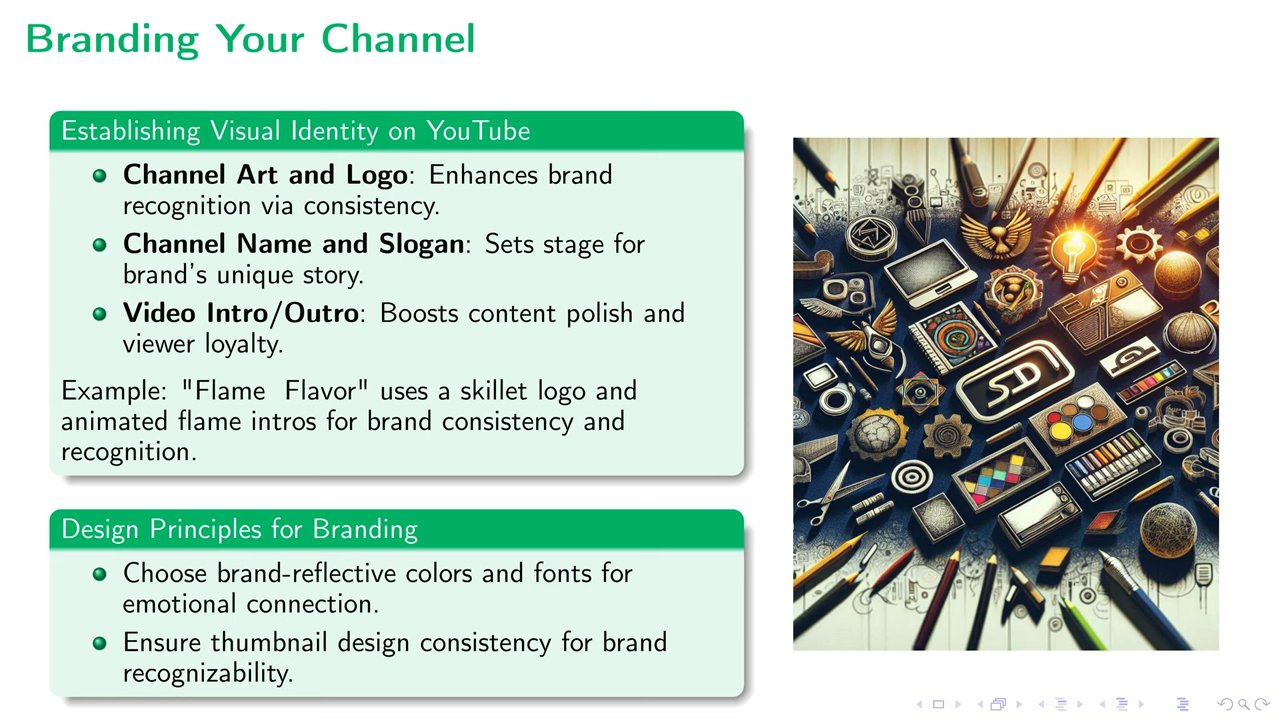 Branding Your Channel
Establishing Visual Identity on YouTube
Channel Art and Logo: Enhances brand
recognition via consistency.
Channel Name and Slogan: Sets stage for
brand's unique story.
Video Intro/Outro: Boosts content polish and
viewer loyalty.
Example: "Flame  Flavor" uses a skillet logo and
animated flame intros for brand consistency and
recognition.
Design Principles for Branding
Choose brand-reflective colors and fonts for
emotional connection.
Ensure thumbnail design consistency for brand
recognizability.